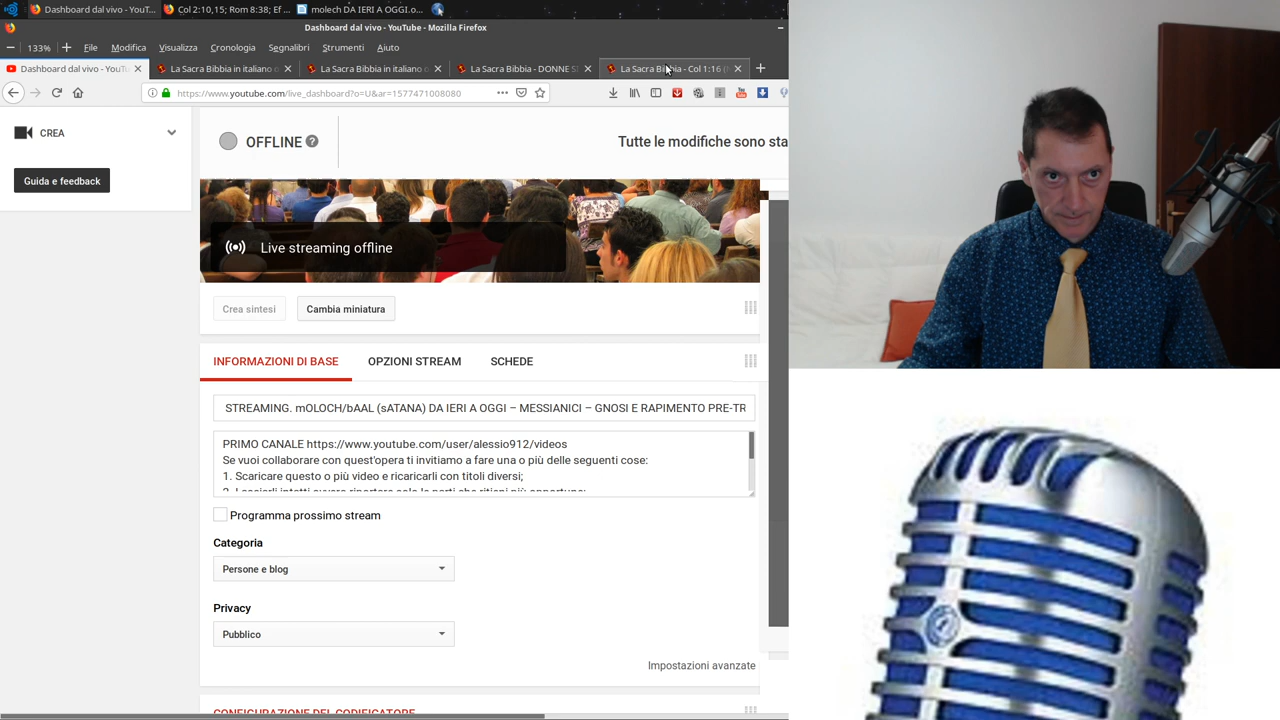 Dashboard dal vivo - YouT...
Col 2:10,15; Rom 8:38; Ef ...
molech DA IERI A OGGI.o...
Dashboard dal vivo - YouTube - Mozilla Firefox
133%
File
Modifica
Visualizza
Cronologia
Segnalibri
Strumenti
Aiuto
Dashboard dal vivo - YouTu
La Sacra Bibbia in italiano o
La Sacra Bibbia in italiano o
La Sacra Bibbia - DONNE SI
La Sacra Bibbia - Col 1:16 (
https://www.youtube.com/live_dashboard?o=U&ar=1577471008080
CREA
Guida e feedback
OFFLINE
Tutte le modifiche sono sta
Live streaming offline
Crea sintesi
Cambia miniatura
INFORMAZIONI DI BASE
OPZIONI STREAM
SCHEDE
STREAMING. mOLOCH/bAAL (sATANA) DA IERI A OGGI – MESSIANICI – GNOSI E RAPIMENTO PRE-TR
PRIMO CANALE https://www.youtube.com/user/alessio912/videos
Se vuoi collaborare con quest'opera ti invitiamo a fare una o più delle seguenti cose:
1. Scaricare questo o più video e ricaricarli con titoli diversi;
Programma prossimo stream
Categoria
Persone e blog
Privacy
Pubblico
Impostazioni avanzate
CONFIGURAZIONE DEL CODIFICATORE